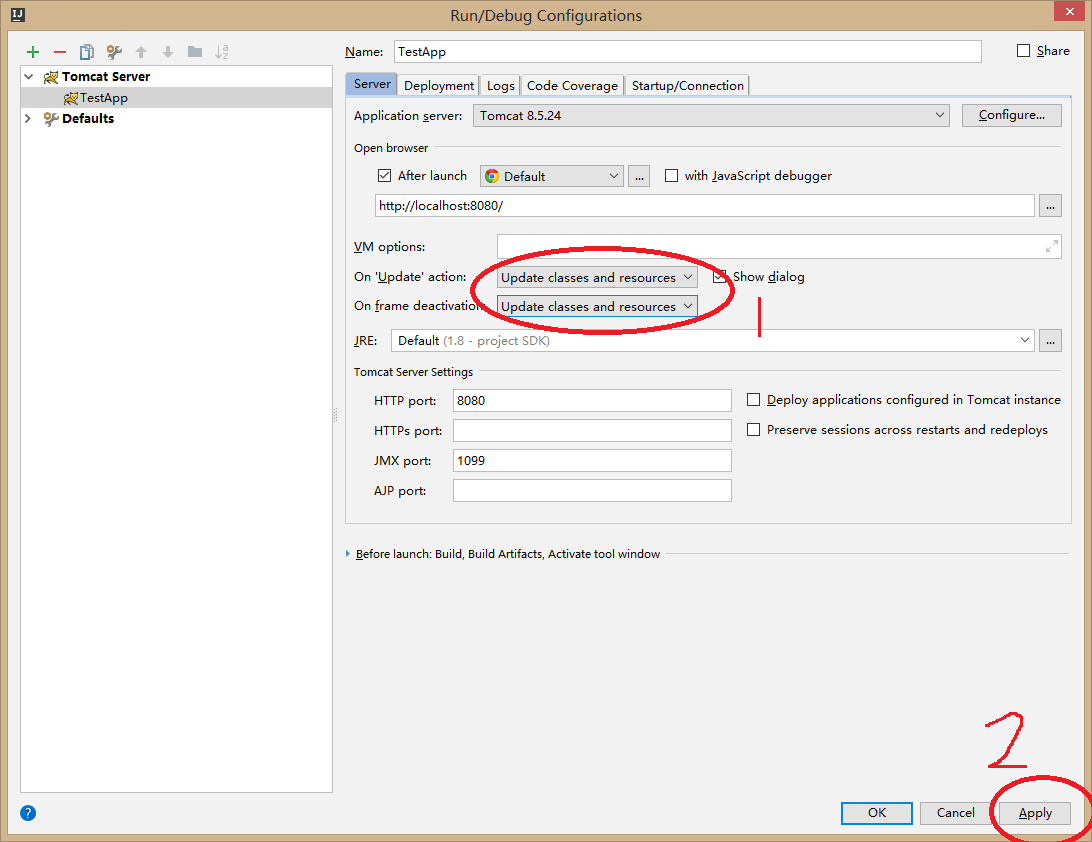 Run/Debug Configurations
Name: TestApp Share
Tomcat Server
TestApp
Defaults
Server Deployment Logs Code Coverage Startup/Connection
Application server: Tomcat 8.5.24 Configure...
Open browser
After launch Default ... with JavaScript debugger
http://localhost:8080/ ...
VM options:
On 'Update' action: Update classes and resources Show dialog
On frame deactivation: Update classes and resources
1
JRE: Default (1.8 - project SDK) ...
Tomcat Server Settings
HTTP port: 8080 Deploy applications configured in Tomcat instance
HTTPs port: Preserve sessions across restarts and redeploys
JMX port: 1099
AJP port:
Before launch: Build, Build Artifacts, Activate tool window
2
? OK Cancel Apply